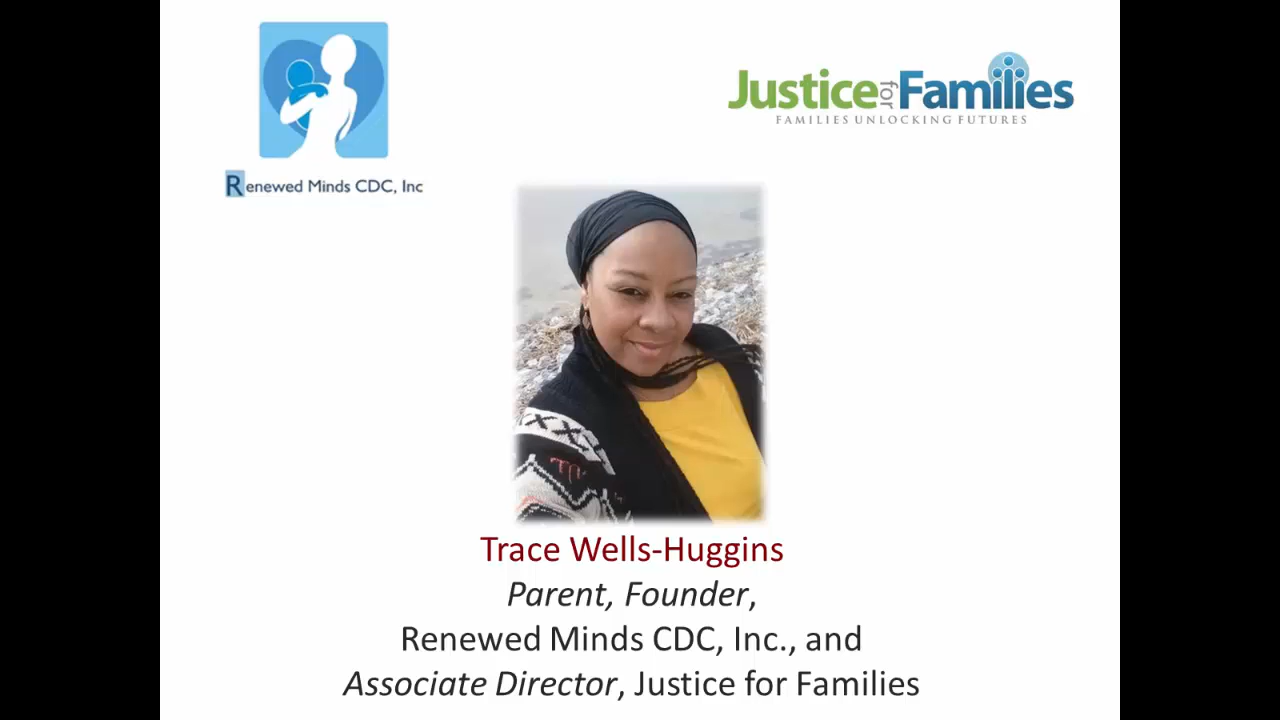 Justice for Families
FAMILIES UNLOCKING FUTURES
Renewed Minds CDC, Inc
Trace Wells-Huggins
Parent, Founder,
Renewed Minds CDC, Inc., and
Associate Director, Justice for Families